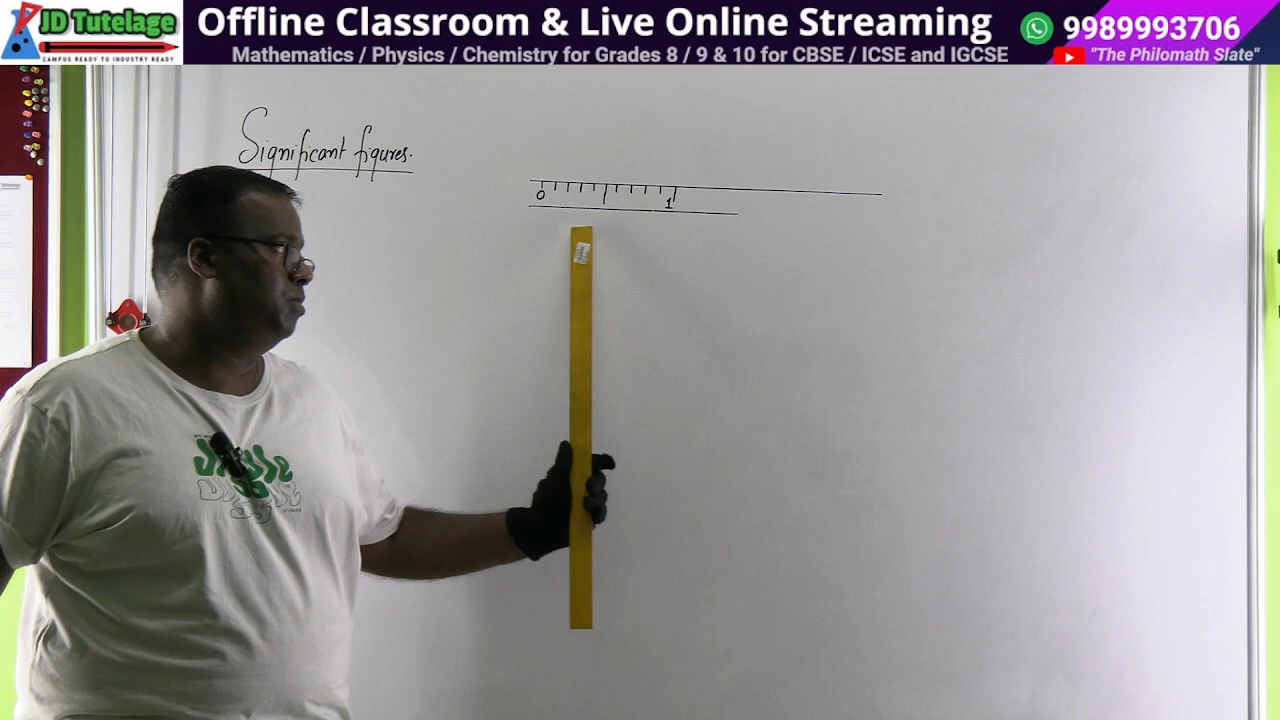 JD Tutelage
CAMPUS READY TO INDUSTRY READY
Offline Classroom & Live Online Streaming
9989993706
Mathematics / Physics / Chemistry for Grades 8 / 9 & 10 for CBSE / ICSE and IGCSE
"The Philomath Slate"
Significant figures.
0 1